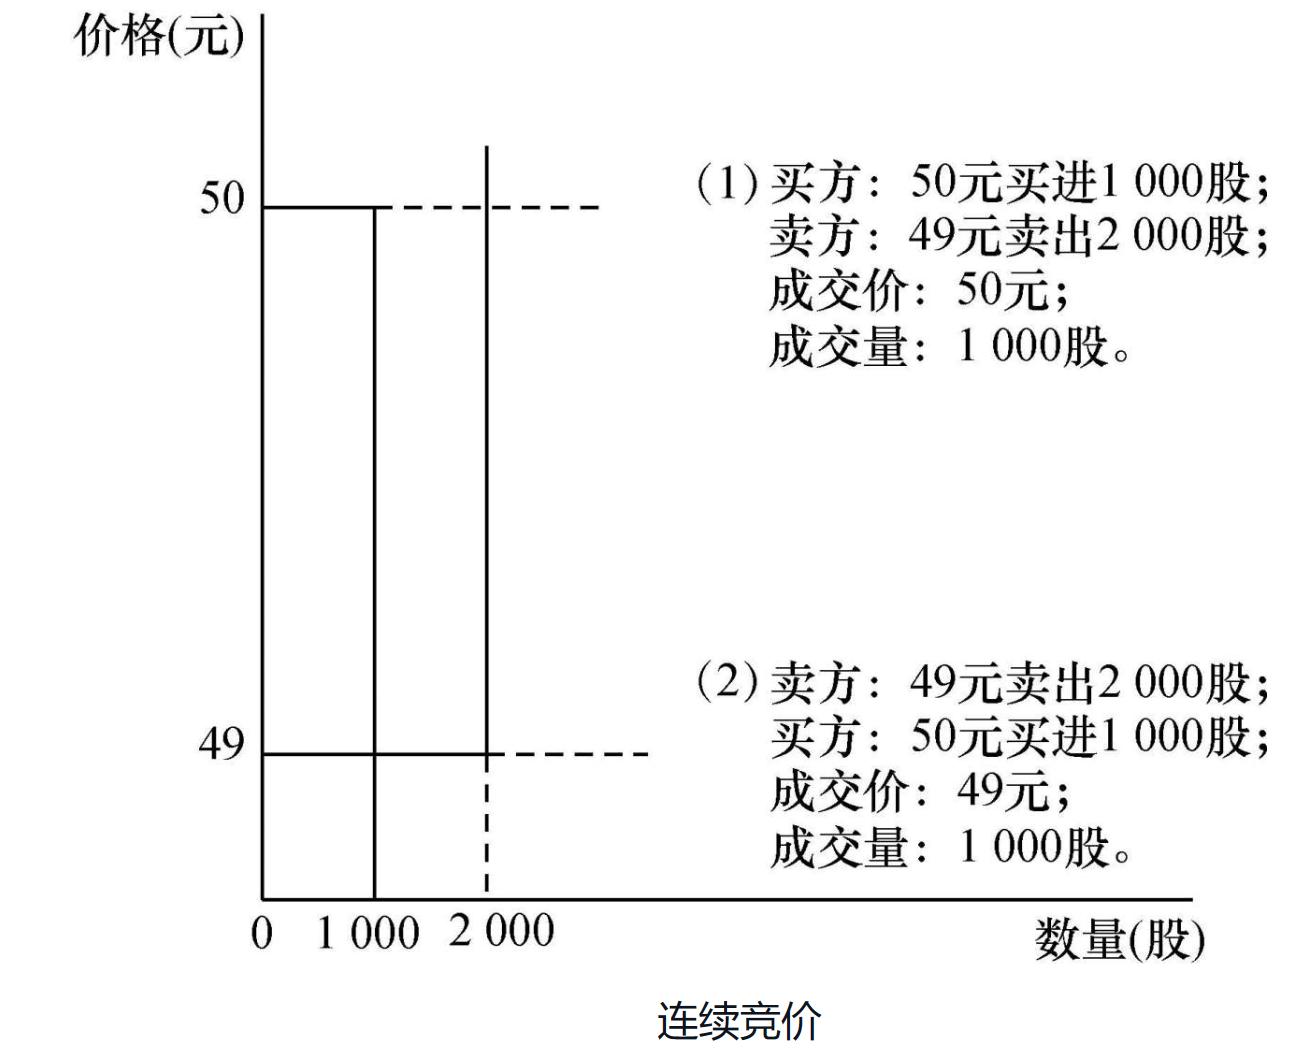 价格(元)
50
(1)买方：50元买进1 000股；
卖方：49元卖出2 000股；
成交价：50元；
成交量：1 000股。
49
(2)卖方：49元卖出2 000股；
买方：50元买进1 000股；
成交价：49元；
成交量：1 000股。
0 1 000 2 000
数量(股)
连续竞价